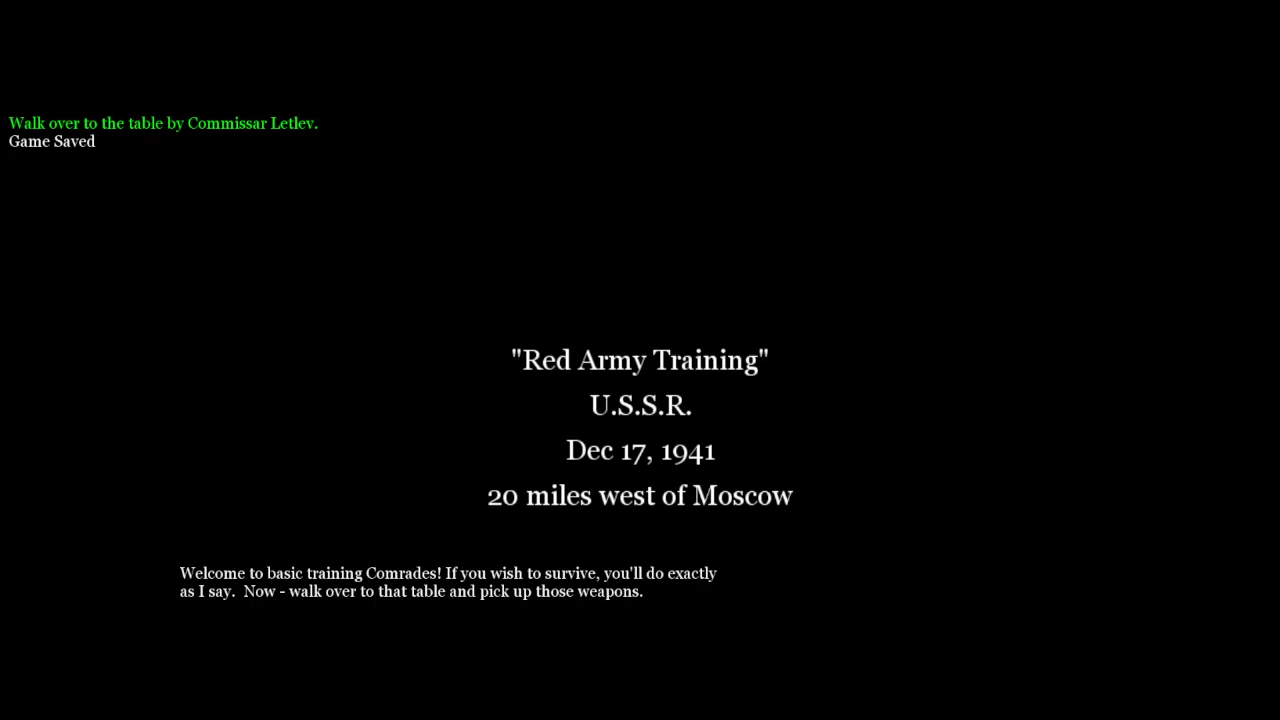 Walk over to the table by Commissar Letlev.
Game Saved
"Red Army Training"
U.S.S.R.
Dec 17, 1941
20 miles west of Moscow
Welcome to basic training Comrades! If you wish to survive, you'll do exactly
as I say.  Now - walk over to that table and pick up those weapons.